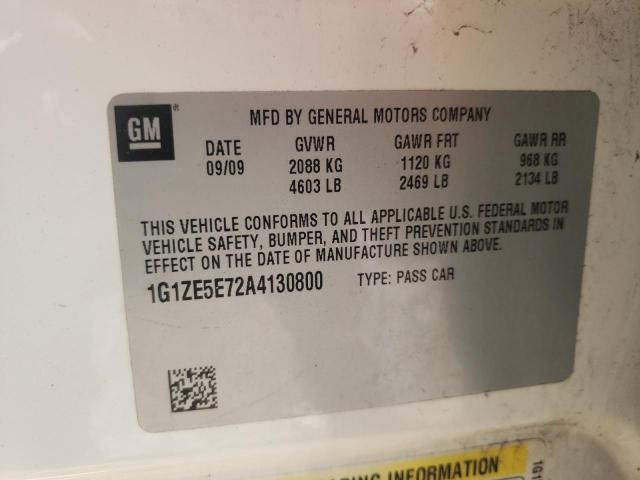 GM
MFD BY GENERAL MOTORS COMPANY
DATE GVWR GAWR FRT GAWR RR
09/09 2088 KG 1120 KG 968 KG
4603 LB 2469 LB 2134 LB
THIS VEHICLE CONFORMS TO ALL APPLICABLE U.S. FEDERAL MOTOR
VEHICLE SAFETY, BUMPER, AND THEFT PREVENTION STANDARDS IN
EFFECT ON THE DATE OF MANUFACTURE SHOWN ABOVE.
1G1ZE5E72A4130800 TYPE: PASS CAR
INFORMATION
1G1